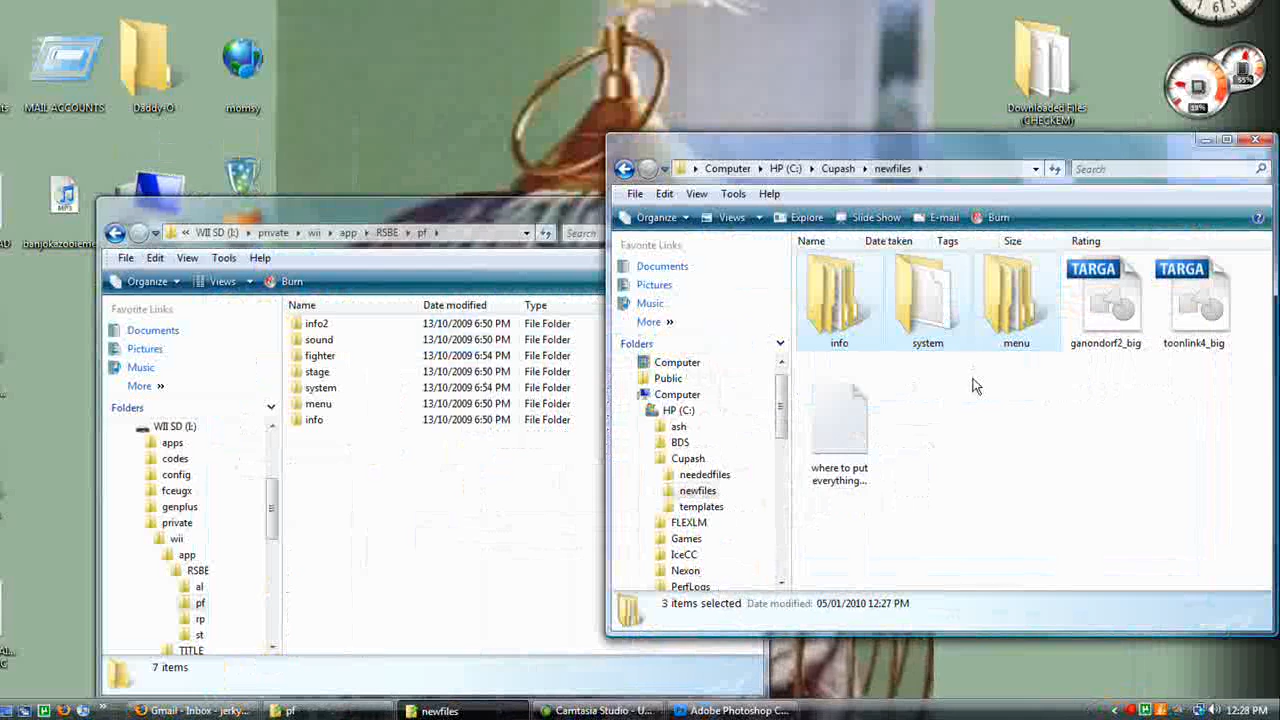 MAIL ACCOUNTS
Daddy-O
momsy
Downloaded Files
(CHECKEM)
MP3
banjokazooieme
Computer HP (C:) Cupash newfiles
Search
File Edit View Tools Help
Organize Views Explore Slide Show E-mail Burn
Favorite Links
Documents
Pictures
Music
More »
Folders
Computer
Public
Computer
HP (C:)
ash
BDS
Cupash
neededfiles
newfiles
templates
FLEXLM
Games
IceCC
Nexon
PerfLogs
Name Date taken Tags Size Rating
TARGA TARGA
info system menu ganondorf2_big toonlink4_big
where to put
everything...
3 items selected Date modified: 05/01/2010 12:27 PM
« WII SD (I:) private wii app RSBE pf
Search
File Edit View Tools Help
Organize Views Burn
Favorite Links
Documents
Pictures
Music
More »
Folders
WII SD (I:)
apps
codes
config
fceugx
genplus
private
wii
app
RSBE
al
pf
rp
st
TITLE
Name Date modified Type
info2 13/10/2009 6:50 PM File Folder
sound 13/10/2009 6:50 PM File Folder
fighter 13/10/2009 6:54 PM File Folder
stage 13/10/2009 6:50 PM File Folder
system 13/10/2009 6:54 PM File Folder
menu 13/10/2009 6:50 PM File Folder
info 13/10/2009 6:50 PM File Folder
7 items
Gmail - Inbox - jerky... pf newfiles Camtasia Studio - U... Adobe Photoshop C... 12:28 PM